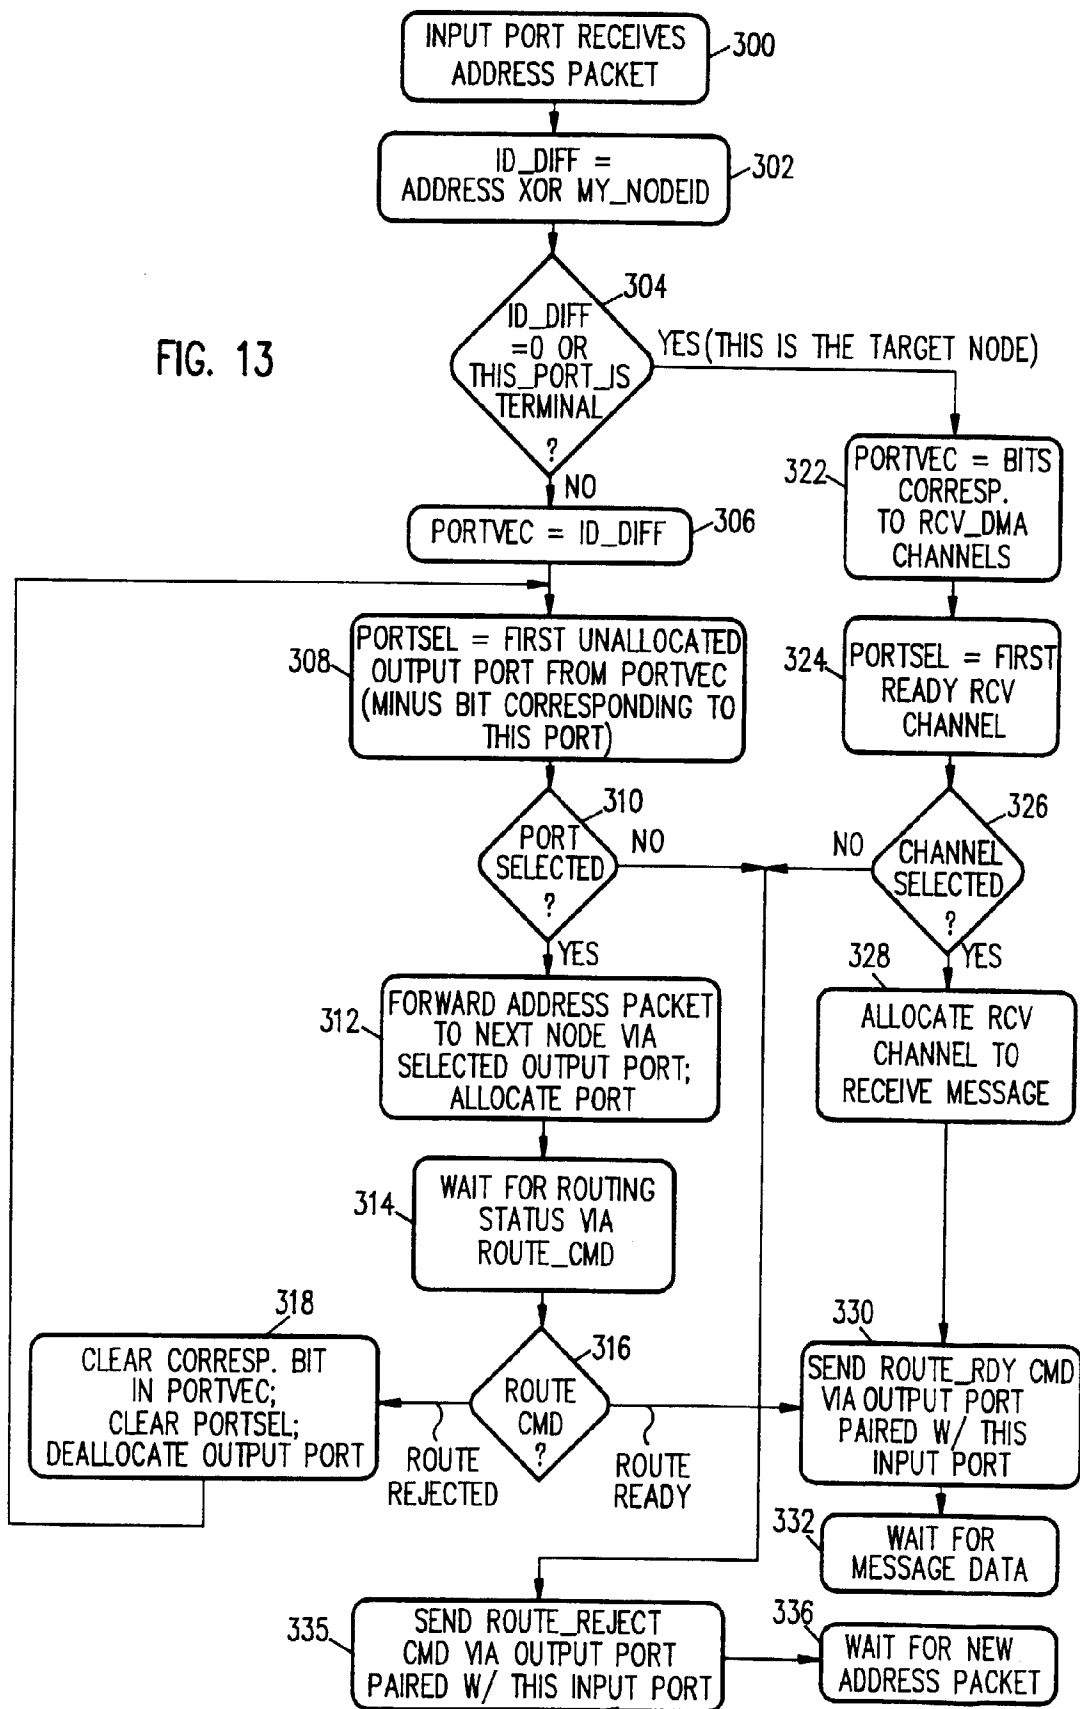 INPUT PORT RECEIVES
ADDRESS PACKET
300
ID_DIFF =
ADDRESS XOR MY_NODEID
302
304
ID_DIFF
=0 OR
THIS_PORT_IS
TERMINAL
?
YES(THIS IS THE TARGET NODE)
FIG. 13
NO
PORTVEC = ID_DIFF
306
322
PORTVEC = BITS
CORRESP.
TO RCV_DMA
CHANNELS
308
PORTSEL = FIRST UNALLOCATED
OUTPUT PORT FROM PORTVEC
(MINUS BIT CORRESPONDING TO
THIS PORT)
324
PORTSEL = FIRST
READY RCV
CHANNEL
310
PORT
SELECTED
?
NO
YES
326
CHANNEL
SELECTED
?
NO
YES
312
FORWARD ADDRESS PACKET
TO NEXT NODE VIA
SELECTED OUTPUT PORT;
ALLOCATE PORT
328
ALLOCATE RCV
CHANNEL TO
RECEIVE MESSAGE
314
WAIT FOR ROUTING
STATUS VIA
ROUTE_CMD
318
CLEAR CORRESP. BIT
IN PORTVEC;
CLEAR PORTSEL;
DEALLOCATE OUTPUT PORT
316
ROUTE
CMD
?
ROUTE
REJECTED
ROUTE
READY
330
SEND ROUTE_RDY CMD
VIA OUTPUT PORT
PAIRED W/ THIS
INPUT PORT
332
WAIT FOR
MESSAGE DATA
335
SEND ROUTE_REJECT
CMD VIA OUTPUT PORT
PAIRED W/ THIS INPUT PORT
336
WAIT FOR NEW
ADDRESS PACKET